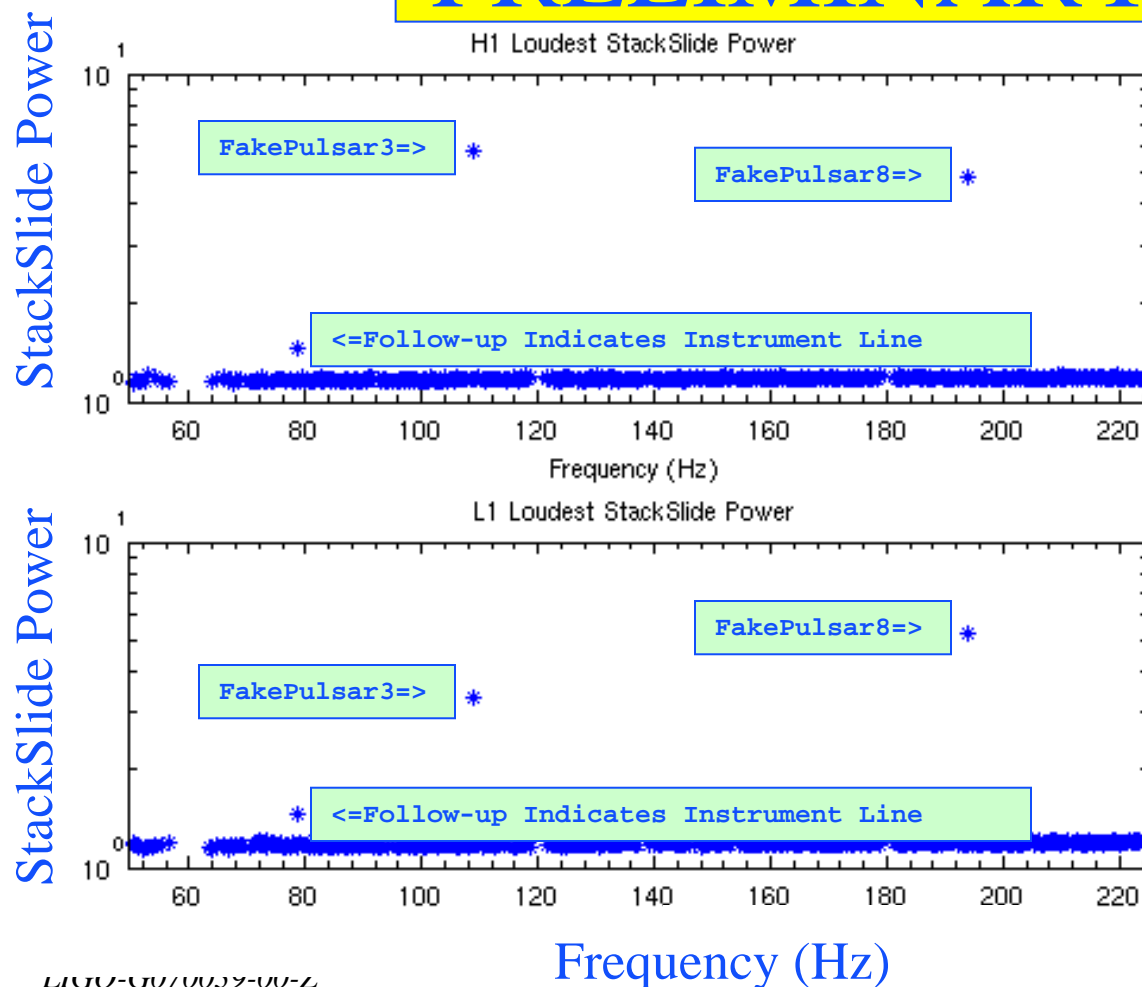 H1 Loudest StackSlide Power
StackSlide Power
10 1
FakePulsar3=>
FakePulsar8=>
<=Follow-up Indicates Instrument Line
10 0
60 80 100 120 140 160 180 200 220
Frequency (Hz)
L1 Loudest StackSlide Power
StackSlide Power
10 1
FakePulsar8=>
FakePulsar3=>
<=Follow-up Indicates Instrument Line
10 0
60 80 100 120 140 160 180 200 220
Frequency (Hz)